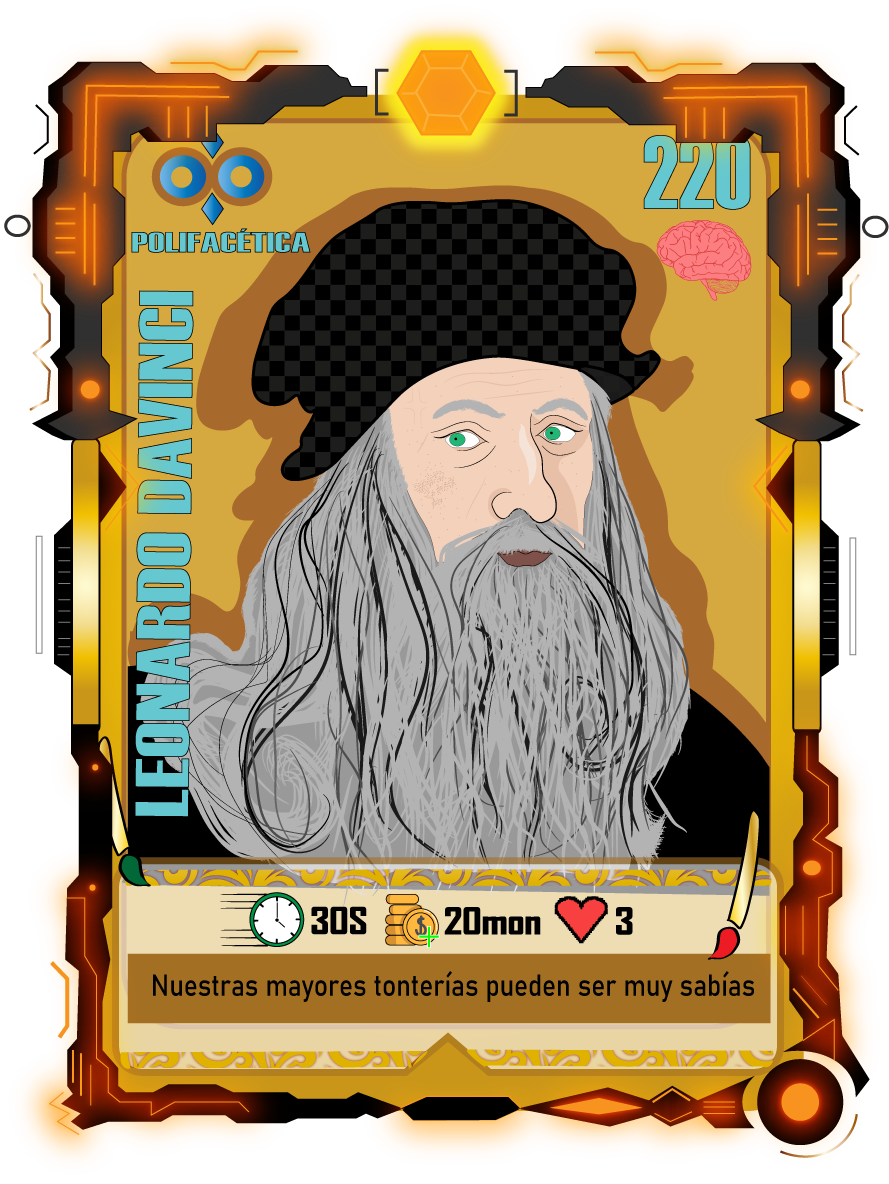 220
POLIFACÉTICA
LEONARDO DAVINCI
30S
20mon
3
Nuestras mayores tonterías pueden ser muy sabías